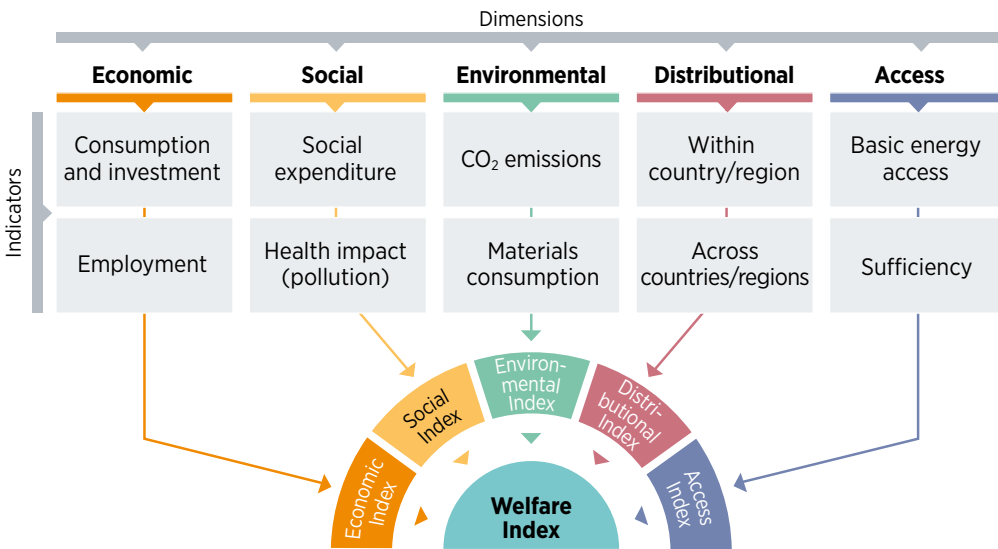 Dimensions
Economic
Social
Environmental
Distributional
Access
Indicators
Consumption
and investment
Social
expenditure
CO₂ emissions
Within
country/region
Basic energy
access
Employment
Health impact
(pollution)
Materials
consumption
Across
countries/regions
Sufficiency
Economic
Index
Social
Index
Environ-
mental
Index
Distri-
butional
Index
Access
Index
Welfare
Index